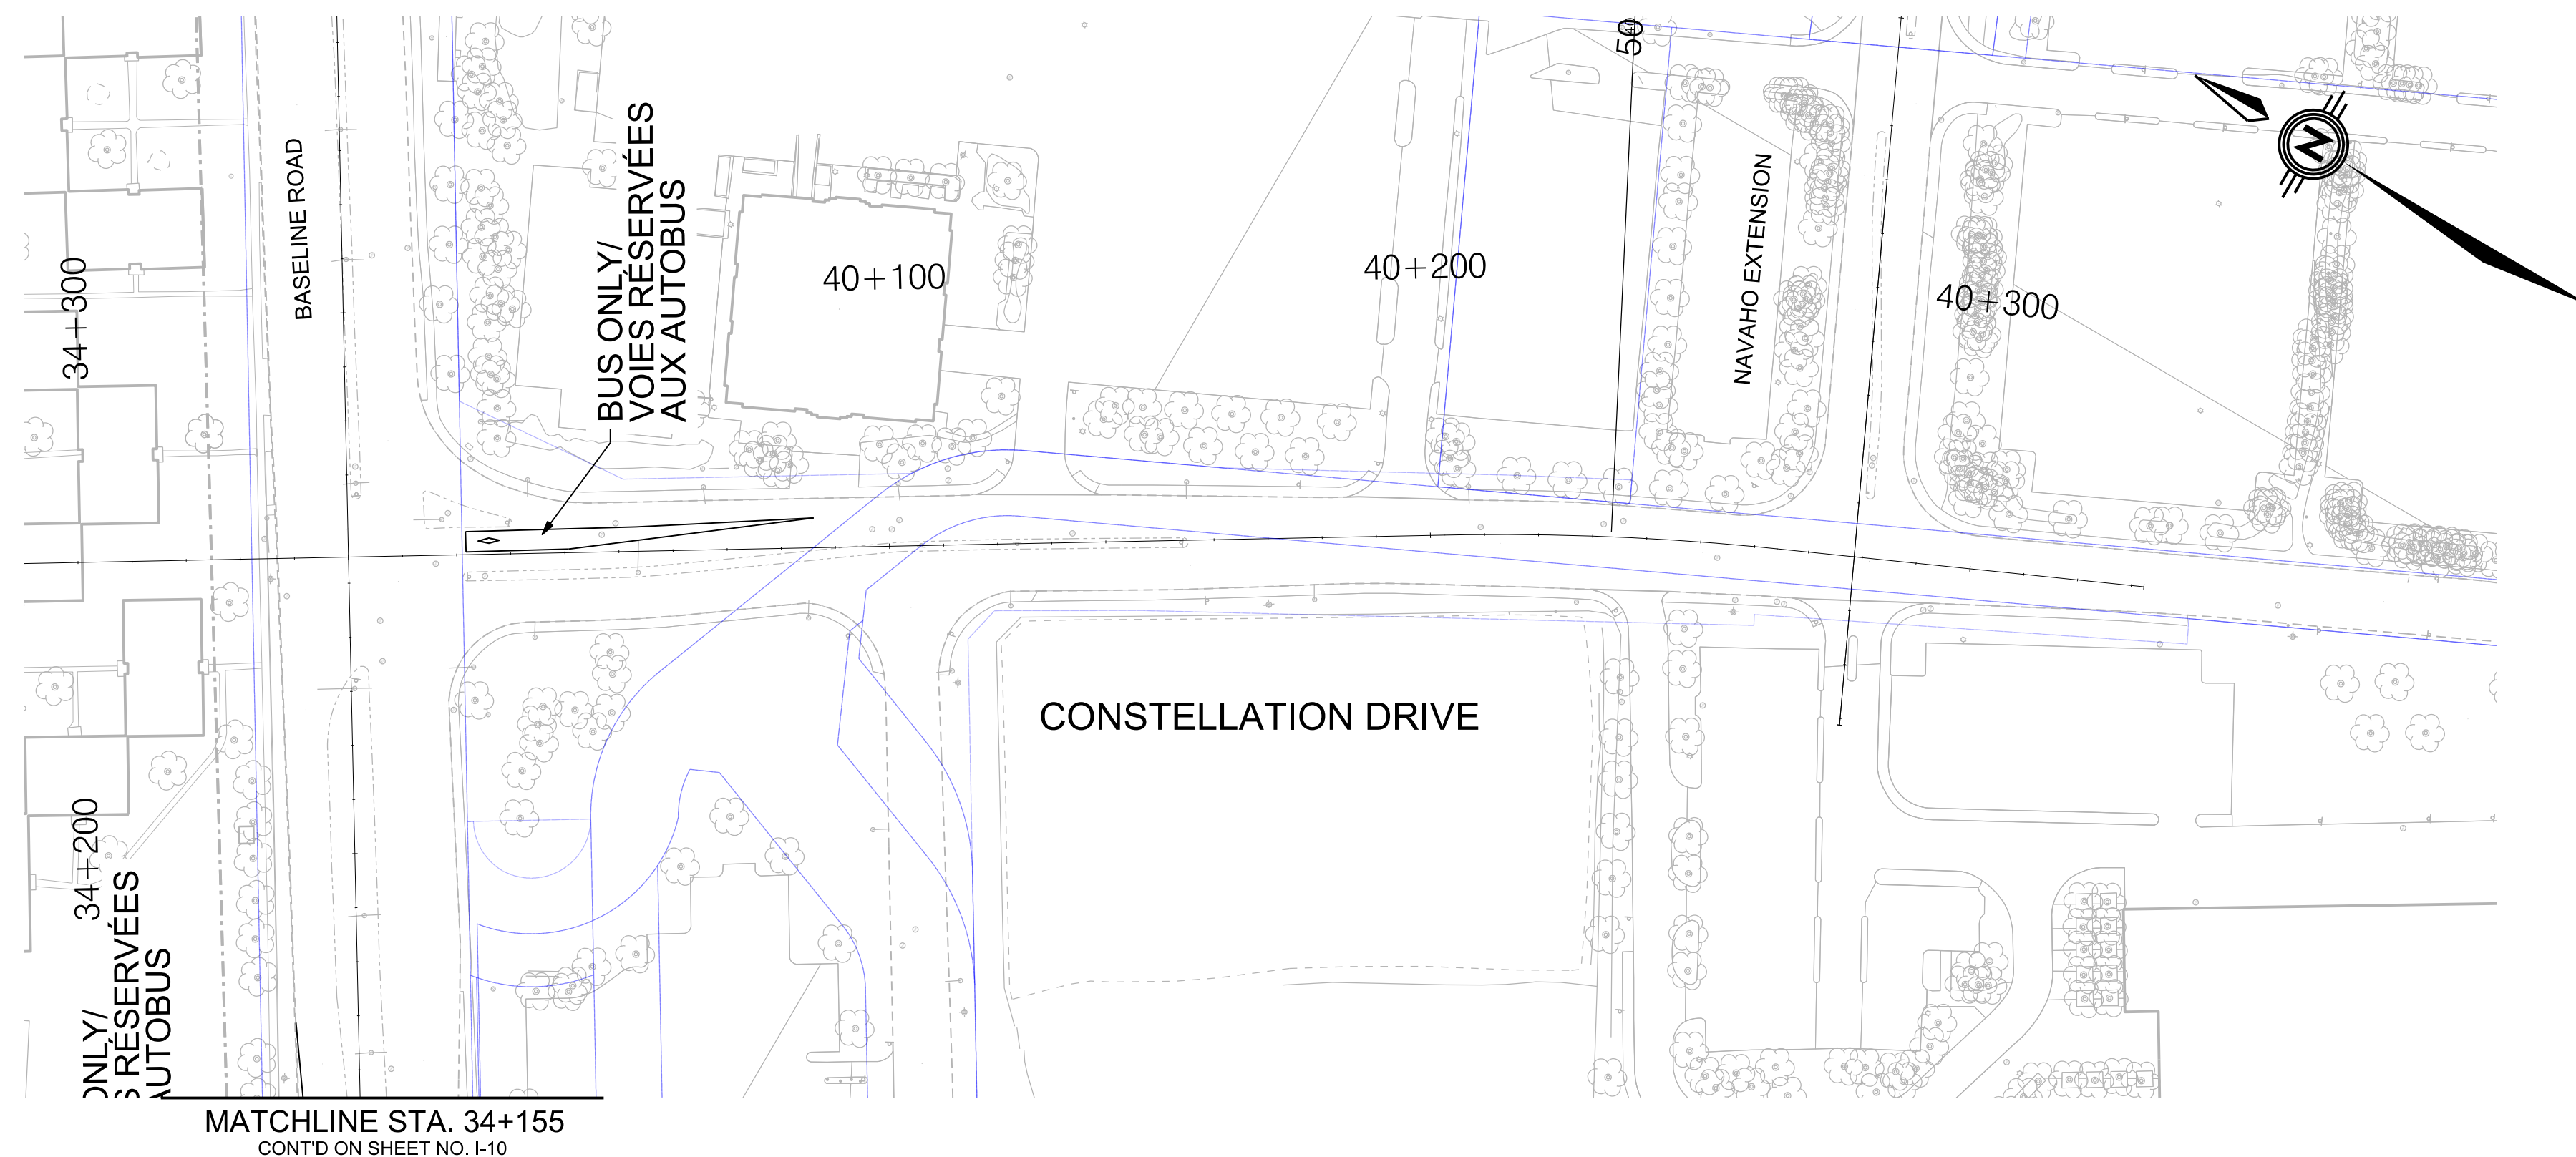 50
BASELINE ROAD
34+300
BUS ONLY/
VOIES RÉSERVÉES
AUX AUTOBUS
40+100
40+200
NAVAHO EXTENSION
40+300
N
CONSTELLATION DRIVE
34+200
ONLY/
S RÉSERVÉES
AUTOBUS
MATCHLINE STA. 34+155
CONT'D ON SHEET NO. I-10